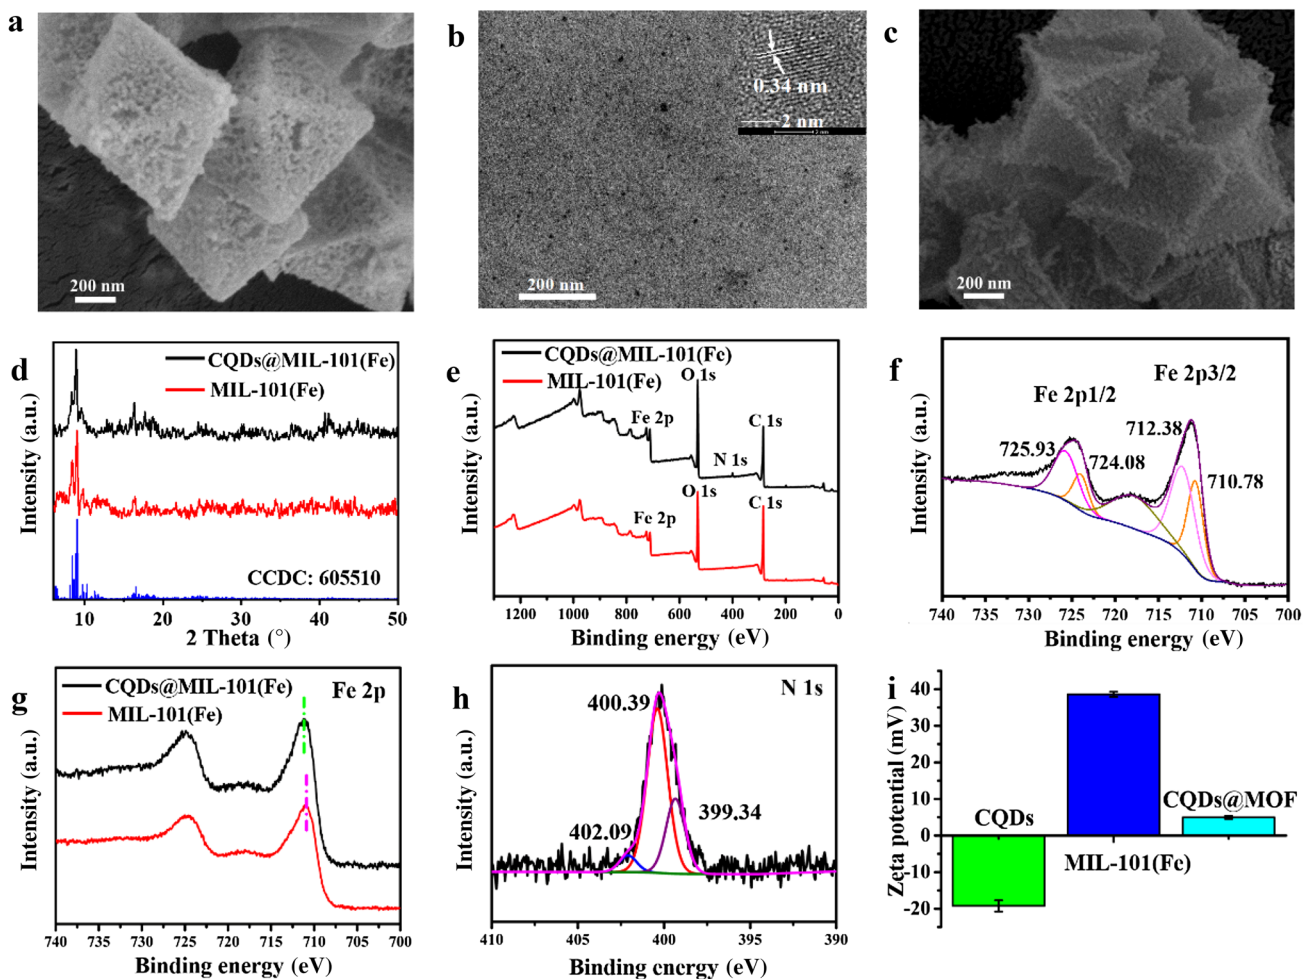 a
200 nm
b
0.34 nm
2 nm
2 nm
200 nm
c
200 nm
d
CQDs@MIL-101(Fe)
MIL-101(Fe)
CCDC: 605510
Intensity (a.u.)
10 20 30 40 50
2 Theta (°)
e
CQDs@MIL-101(Fe)
MIL-101(Fe)
O 1s
Fe 2p
C 1s
N 1s
O 1s
C 1s
Fe 2p
Intensity (a.u.)
1200 1000 800 600 400 200 0
Binding energy (eV)
f
Fe 2p3/2
Fe 2p1/2
712.38
725.93
724.08
710.78
Intensity (a.u.)
740 735 730 725 720 715 710 705 700
Binding energy (eV)
g
CQDs@MIL-101(Fe)
Fe 2p
MIL-101(Fe)
Intensity (a.u.)
740 735 730 725 720 715 710 705 700
Binding energy (eV)
h
N 1s
400.39
399.34
402.09
Intensity (a.u.)
410 405 400 395 390
Binding energy (eV)
i
Zeta potential (mV)
40
30
20
10
0
-10
-20
CQDs
MIL-101(Fe)
CQDs@MOF